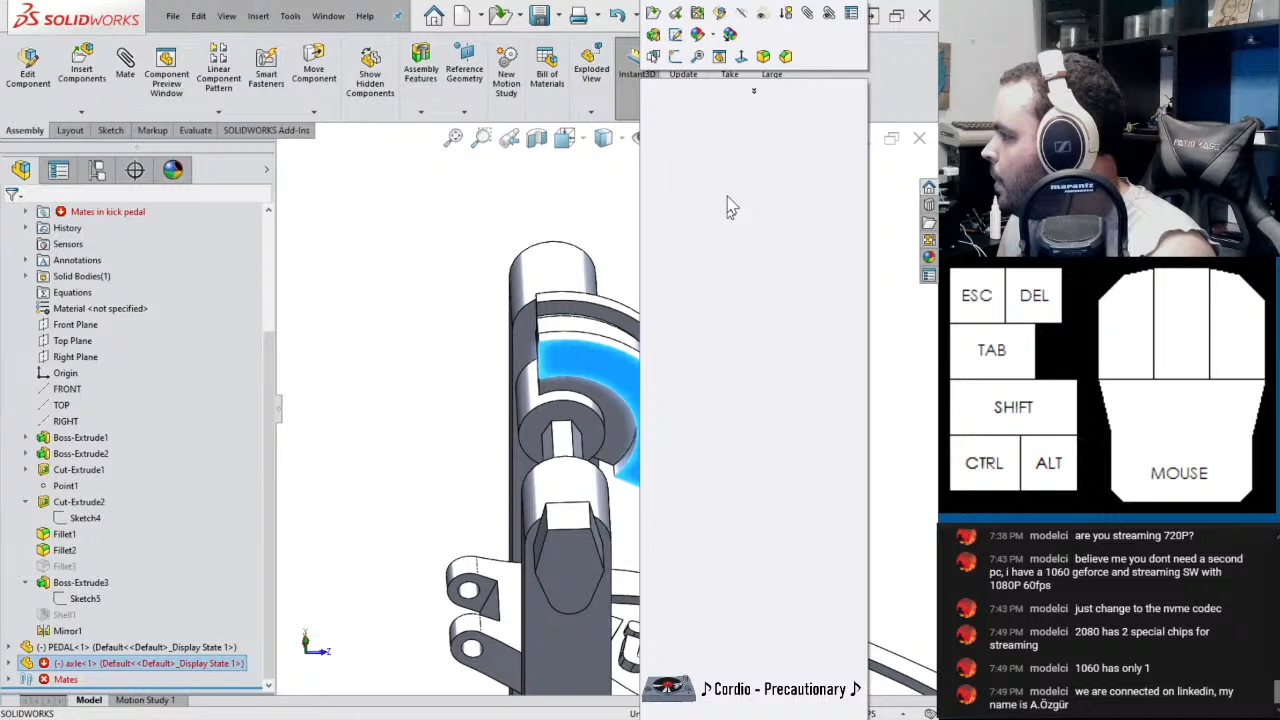 SOLIDWORKS
File
Edit
View
Insert
Tools
Window
Help
Edit Component
Insert Components
Mate
Component Preview Window
Linear Component Pattern
Smart Fasteners
Move Component
Show Hidden Components
Assembly Features
Reference Geometry
New Motion Study
Bill of Materials
Exploded View
Instant3D
Update
Take
Large
Assembly
Layout
Sketch
Markup
Evaluate
SOLIDWORKS Add-Ins
Mates in kick pedal
History
Sensors
Annotations
Solid Bodies(1)
Equations
Material <not specified>
Front Plane
Top Plane
Right Plane
Origin
FRONT
TOP
RIGHT
Boss-Extrude1
Boss-Extrude2
Cut-Extrude1
Point1
Cut-Extrude2
Sketch4
Fillet1
Fillet2
Fillet3
Boss-Extrude3
Sketch5
Shell1
Mirror1
(-) PEDAL<1> (Default<<Default>_Display State 1>)
(-) axle<1> (Default<<Default>_Display State 1>)
Mates
Model
Motion Study 1
SOLIDWORKS
Y
Z
♪ Cordio - Precautionary ♪
marantz
PROFESSIONAL
ESC
DEL
TAB
SHIFT
CTRL
ALT
MOUSE
7:38 PM modelci are you streaming 720P?
7:43 PM modelci believe me you dont need a second
pc, i have a 1060 geforce and streaming SW with
1080P 60fps
7:43 PM modelci just change to the nvme codec
7:49 PM modelci 2080 has 2 special chips for
streaming
7:49 PM modelci 1060 has only 1
7:49 PM modelci we are connected on linkedin, my
name is A.Özgür